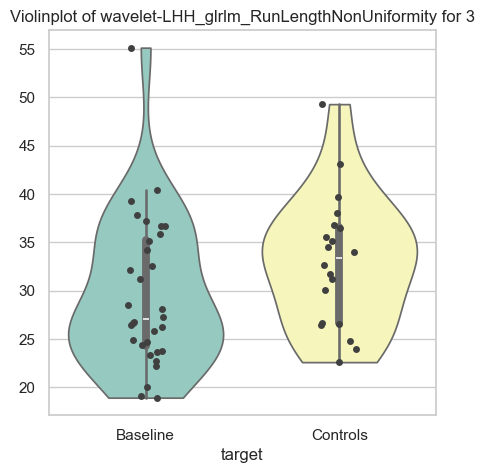 Violinplot of wavelet-LHH_glrlm_RunLengthNonUniformity for 3
55
50
45
40
35
30
25
20
Baseline Controls
target